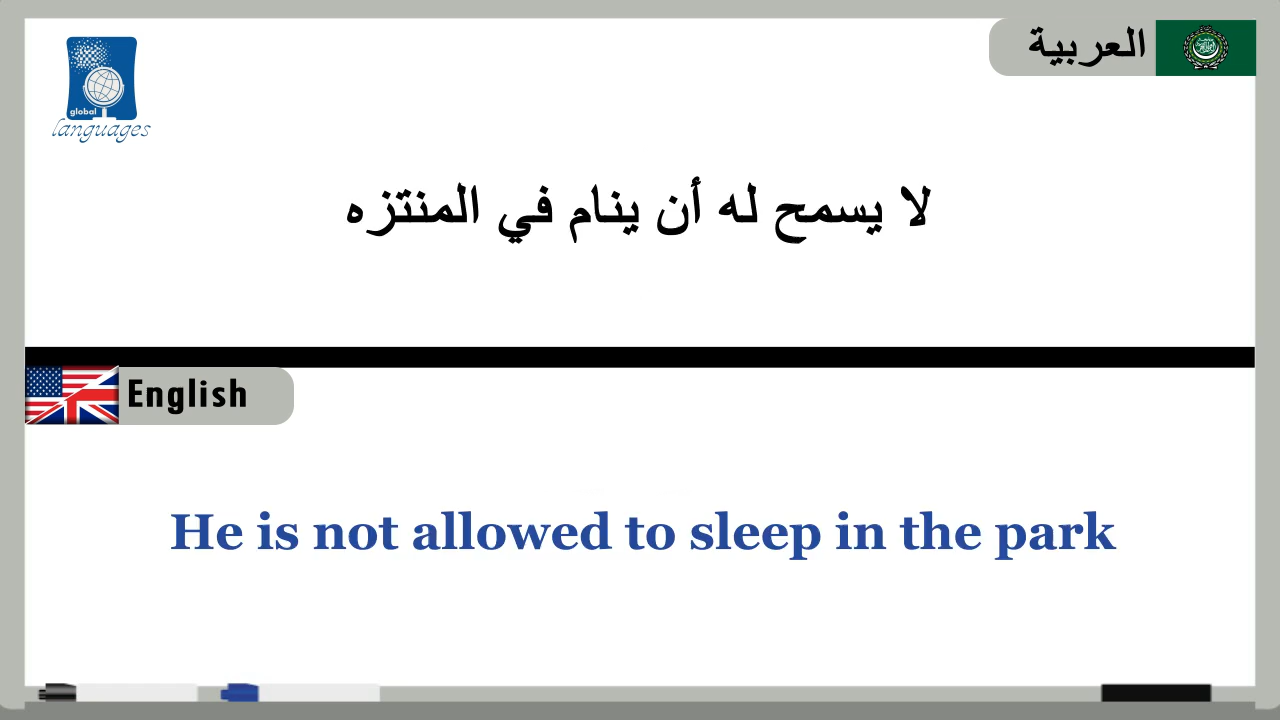 العربية
global
languages
لا يسمح له أن ينام في المنتزه
English
He is not allowed to sleep in the park